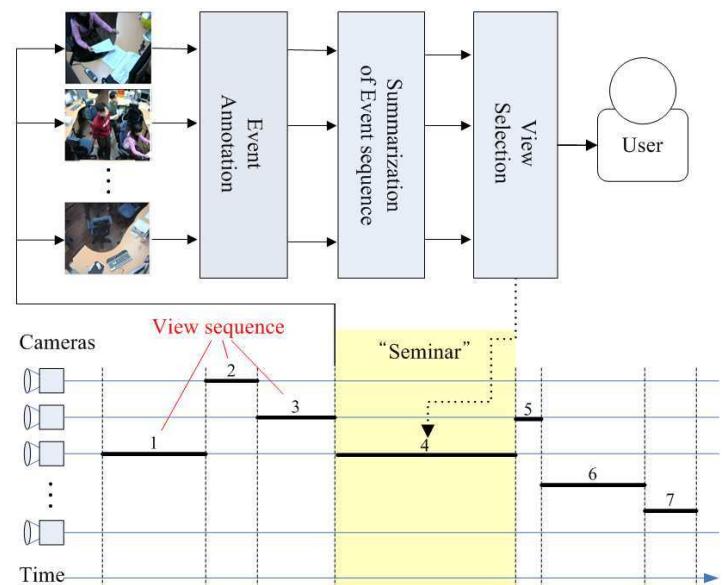 Event
Annotation
Summarization
of Event sequence
View
Selection
User
View sequence
Cameras
“Seminar”
2
3
5
1
4
6
7
Time